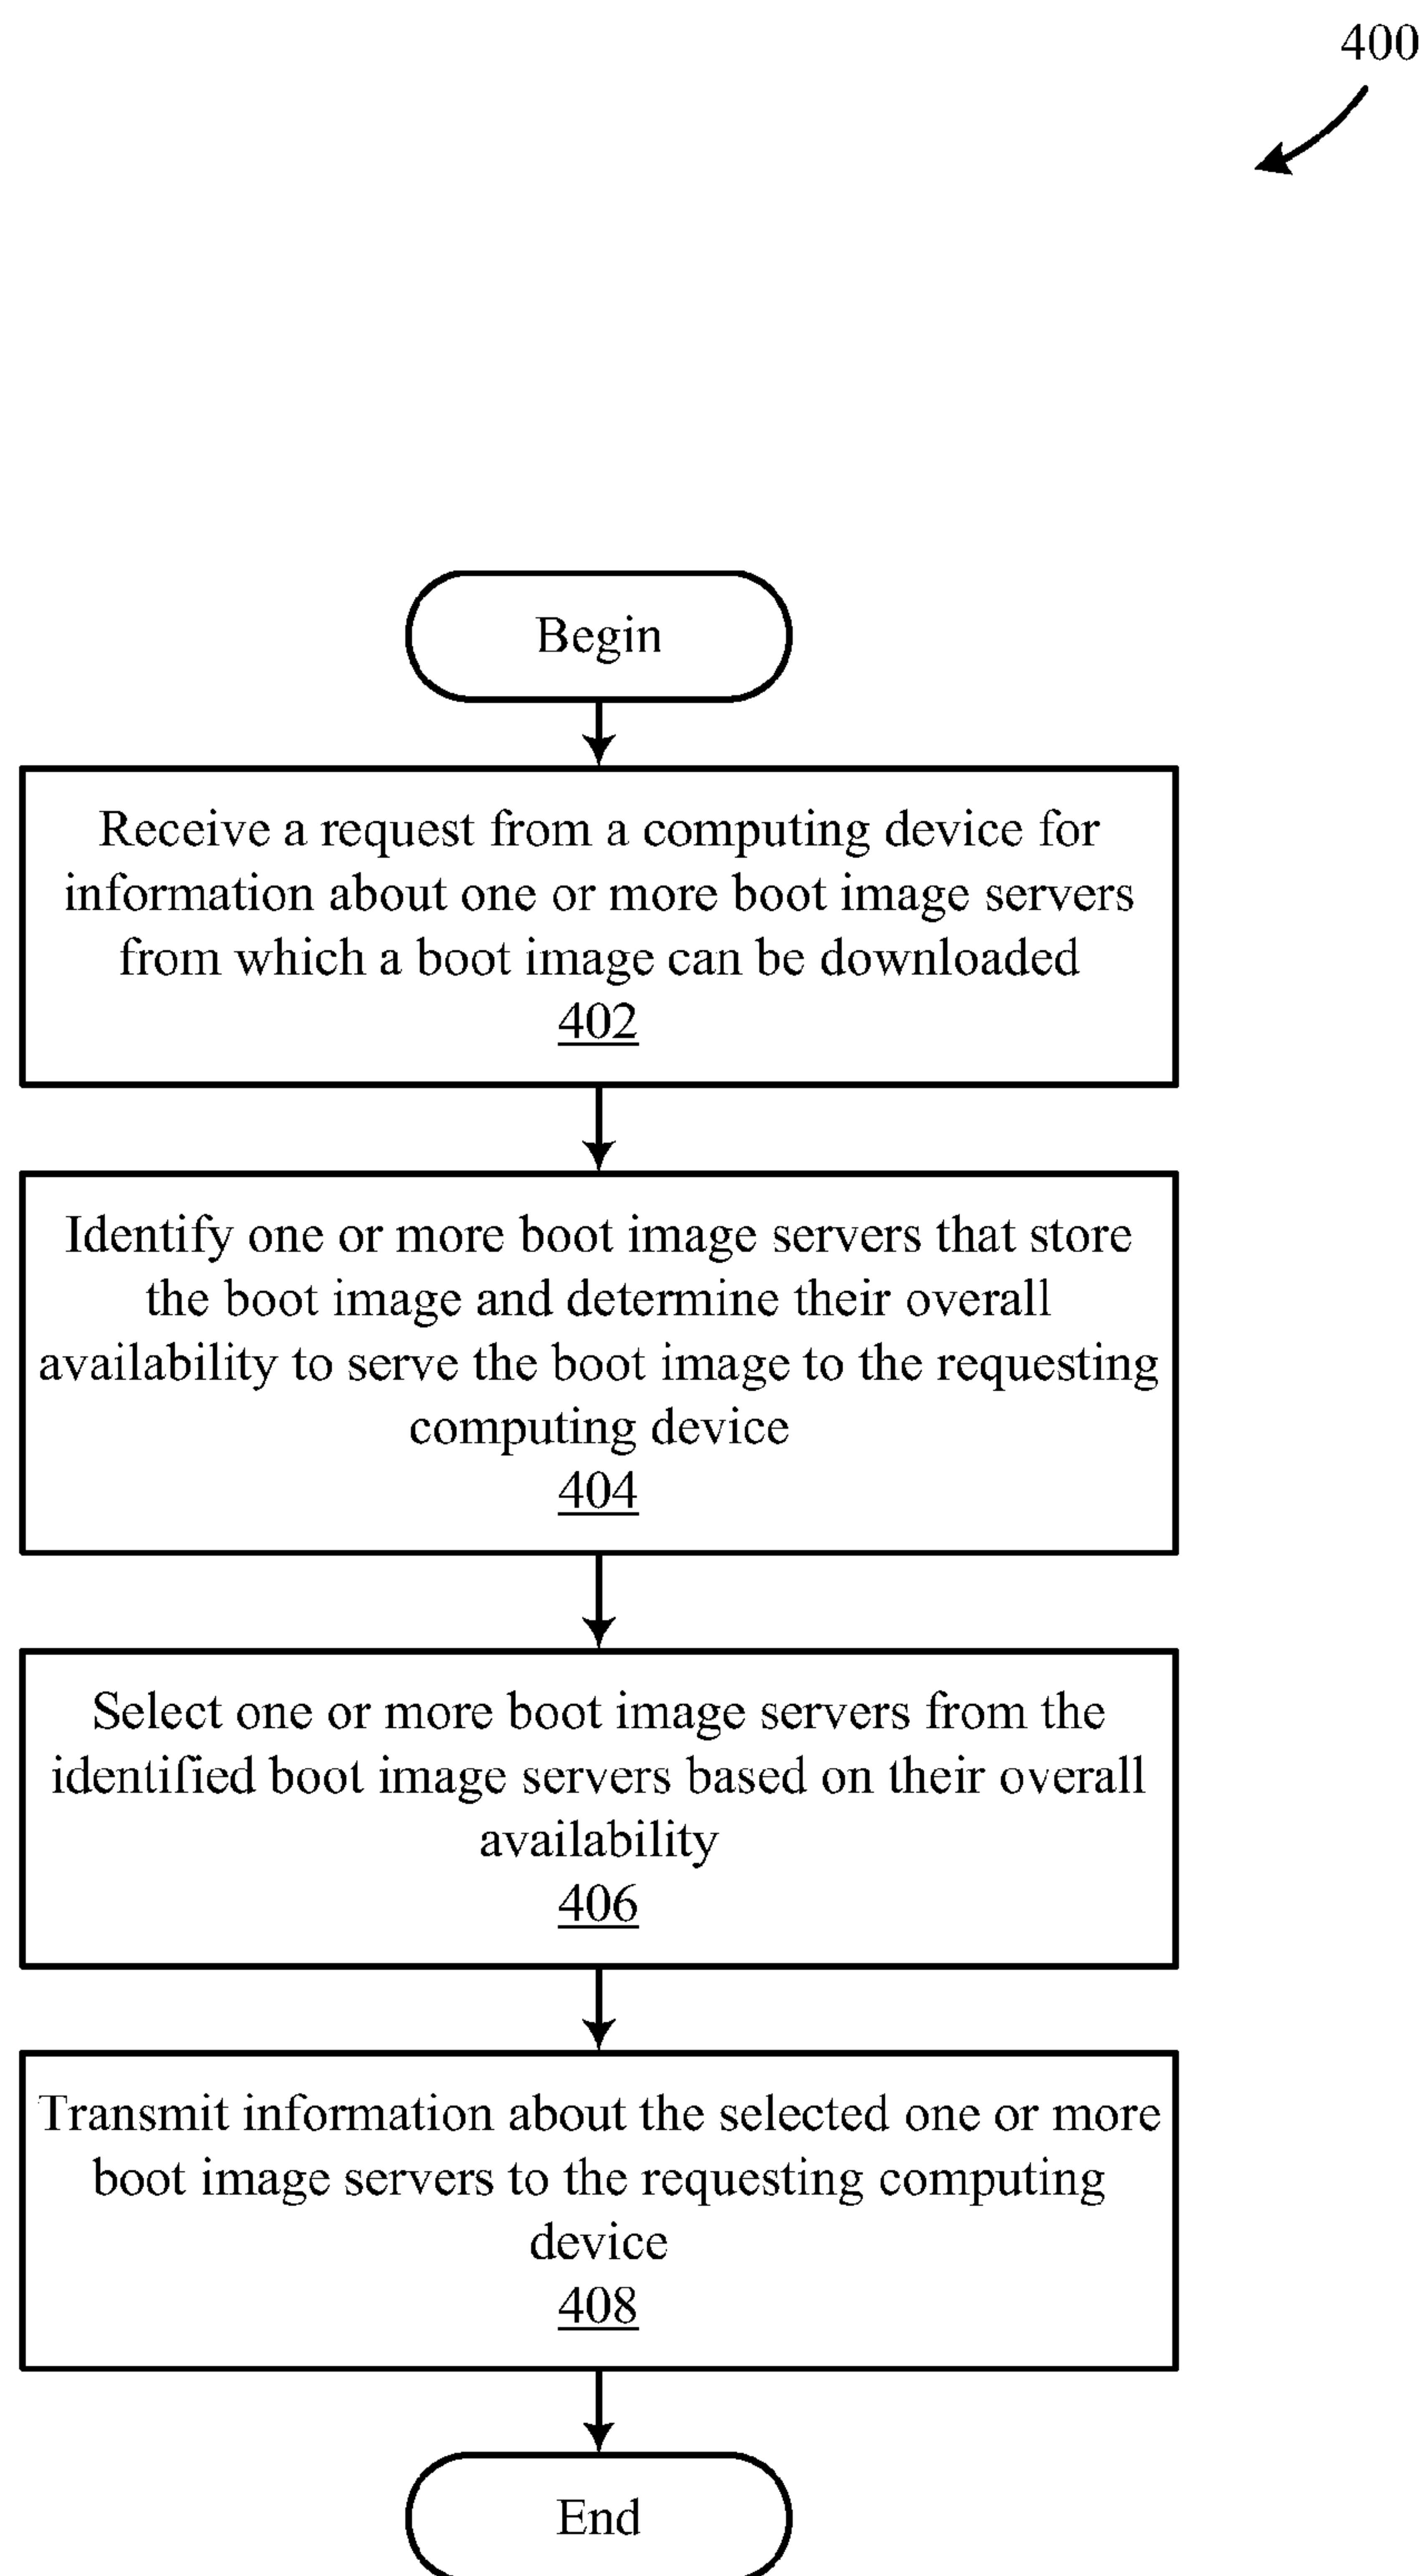 400
Begin
Receive a request from a computing device for
information about one or more boot image servers
from which a boot image can be downloaded
402
Identify one or more boot image servers that store
the boot image and determine their overall
availability to serve the boot image to the requesting
computing device
404
Select one or more boot image servers from the
identified boot image servers based on their overall
availability
406
Transmit information about the selected one or more
boot image servers to the requesting computing
device
408
End